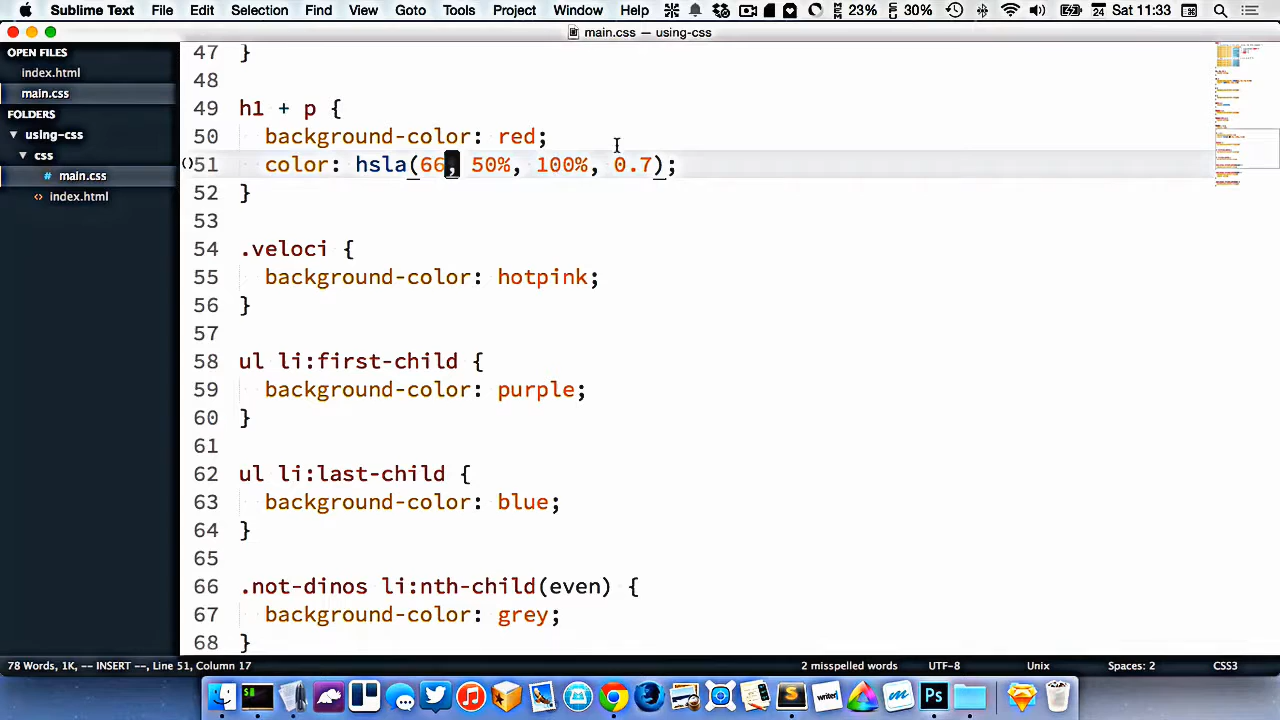 Sublime Text File Edit Selection Find View Goto Tools Project Window Help 23% 30% 24 Sat 11:33
main.css — using-css
OPEN FILES
index.html
main.css
FOLDERS
using-css
css
main.css
index.html
47 }
48
49 h1 + p {
50 background-color: red;
()51 color: hsla(66, 50%, 100%, 0.7);
52 }
53
54 .veloci {
55 background-color: hotpink;
56 }
57
58 ul li:first-child {
59 background-color: purple;
60 }
61
62 ul li:last-child {
63 background-color: blue;
64 }
65
66 .not-dinos li:nth-child(even) {
67 background-color: grey;
68 }
78 Words, 1K, -- INSERT --, Line 51, Column 17 2 misspelled words UTF-8 Unix Spaces: 2 CSS3
writer
Ps